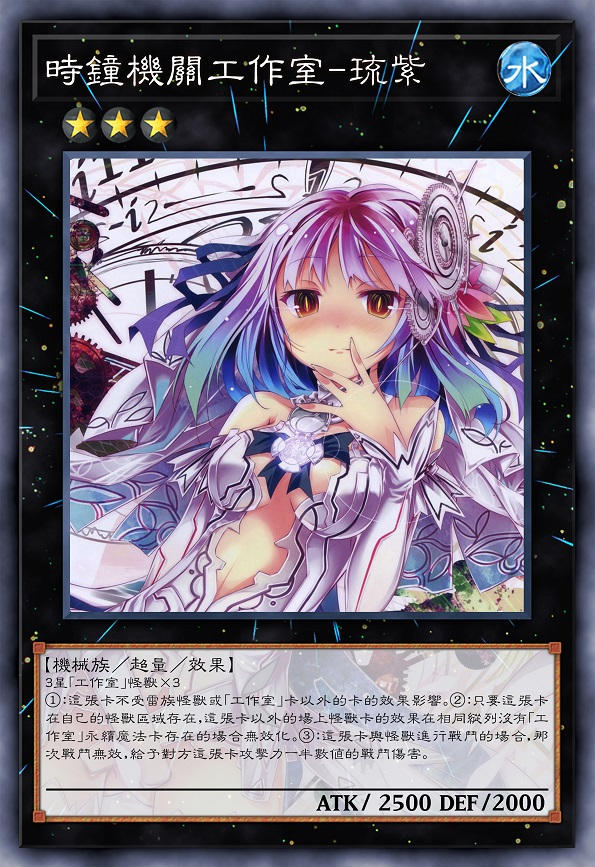 時鐘機關工作室-琉紫
水
【機械族／超量／效果】
3星「工作室」怪獸×3
①:這張卡不受雷族怪獸或「工作室」卡以外的卡的效果影響。②:只要這張卡
在自己的怪獸區域存在,這張卡以外的場上怪獸卡的效果在相同縱列沒有「工
作室」永續魔法卡存在的場合無效化。③:這張卡與怪獸進行戰鬥的場合,那
次戰鬥無效,給予對方這張卡攻擊力一半數值的戰鬥傷害。
ATK/ 2500 DEF/2000